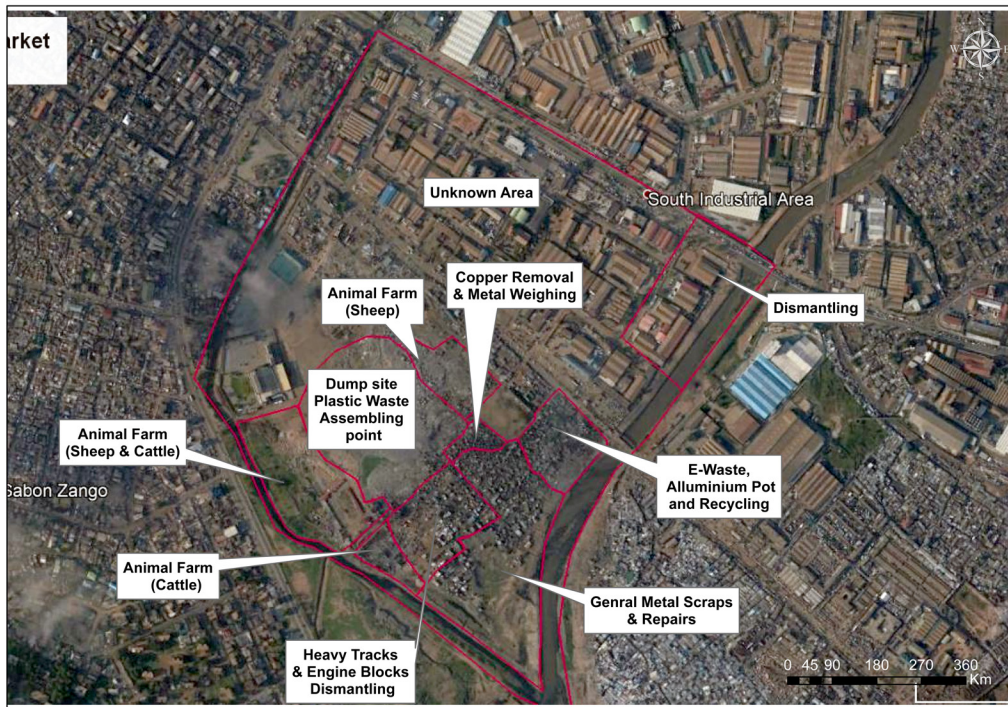 arket
Unknown Area
South Industrial Area
Copper Removal
& Metal Weighing
Animal Farm
(Sheep)
Dismantling
Dump site
Plastic Waste
Assembling
point
Animal Farm
(Sheep & Cattle)
E-Waste,
Alluminium Pot
and Recycling
Sabon Zango
Animal Farm
(Cattle)
Genral Metal Scraps
& Repairs
Heavy Tracks
& Engine Blocks
Dismantling
0 45 90 180 270 360
Km